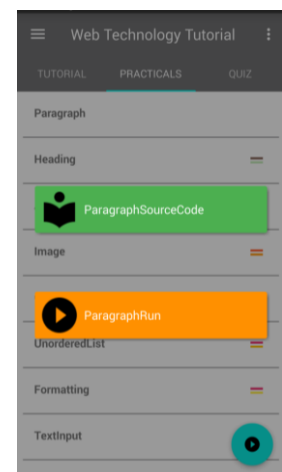 Web Technology Tutorial
TUTORIAL PRACTICALS QUIZ
Paragraph
Heading
ParagraphSourceCode
Image
ParagraphRun
UnorderedList
Formatting
TextInput